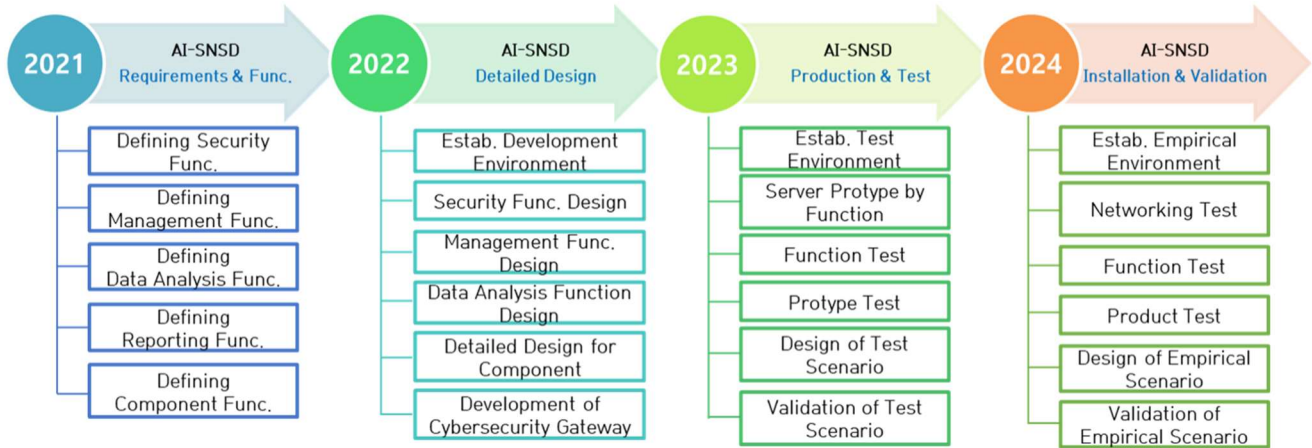 2021
AI-SNSD
Requirements & Func.
Defining Security
Func.
Defining
Management Func.
Defining
Data Analysis Func.
Defining
Reporting Func.
Defining
Component Func.
2022
AI-SNSD
Detailed Design
Estab. Development
Environment
Security Func. Design
Management Func.
Design
Data Analysis Function
Design
Detailed Design for
Component
Development of
Cybersecurity Gateway
2023
AI-SNSD
Production & Test
Estab. Test
Environment
Server Protype by
Function
Function Test
Protype Test
Design of Test
Scenario
Validation of Test
Scenario
2024
AI-SNSD
Installation & Validation
Estab. Empirical
Environment
Networking Test
Function Test
Product Test
Design of Empirical
Scenario
Validation of
Empirical Scenario